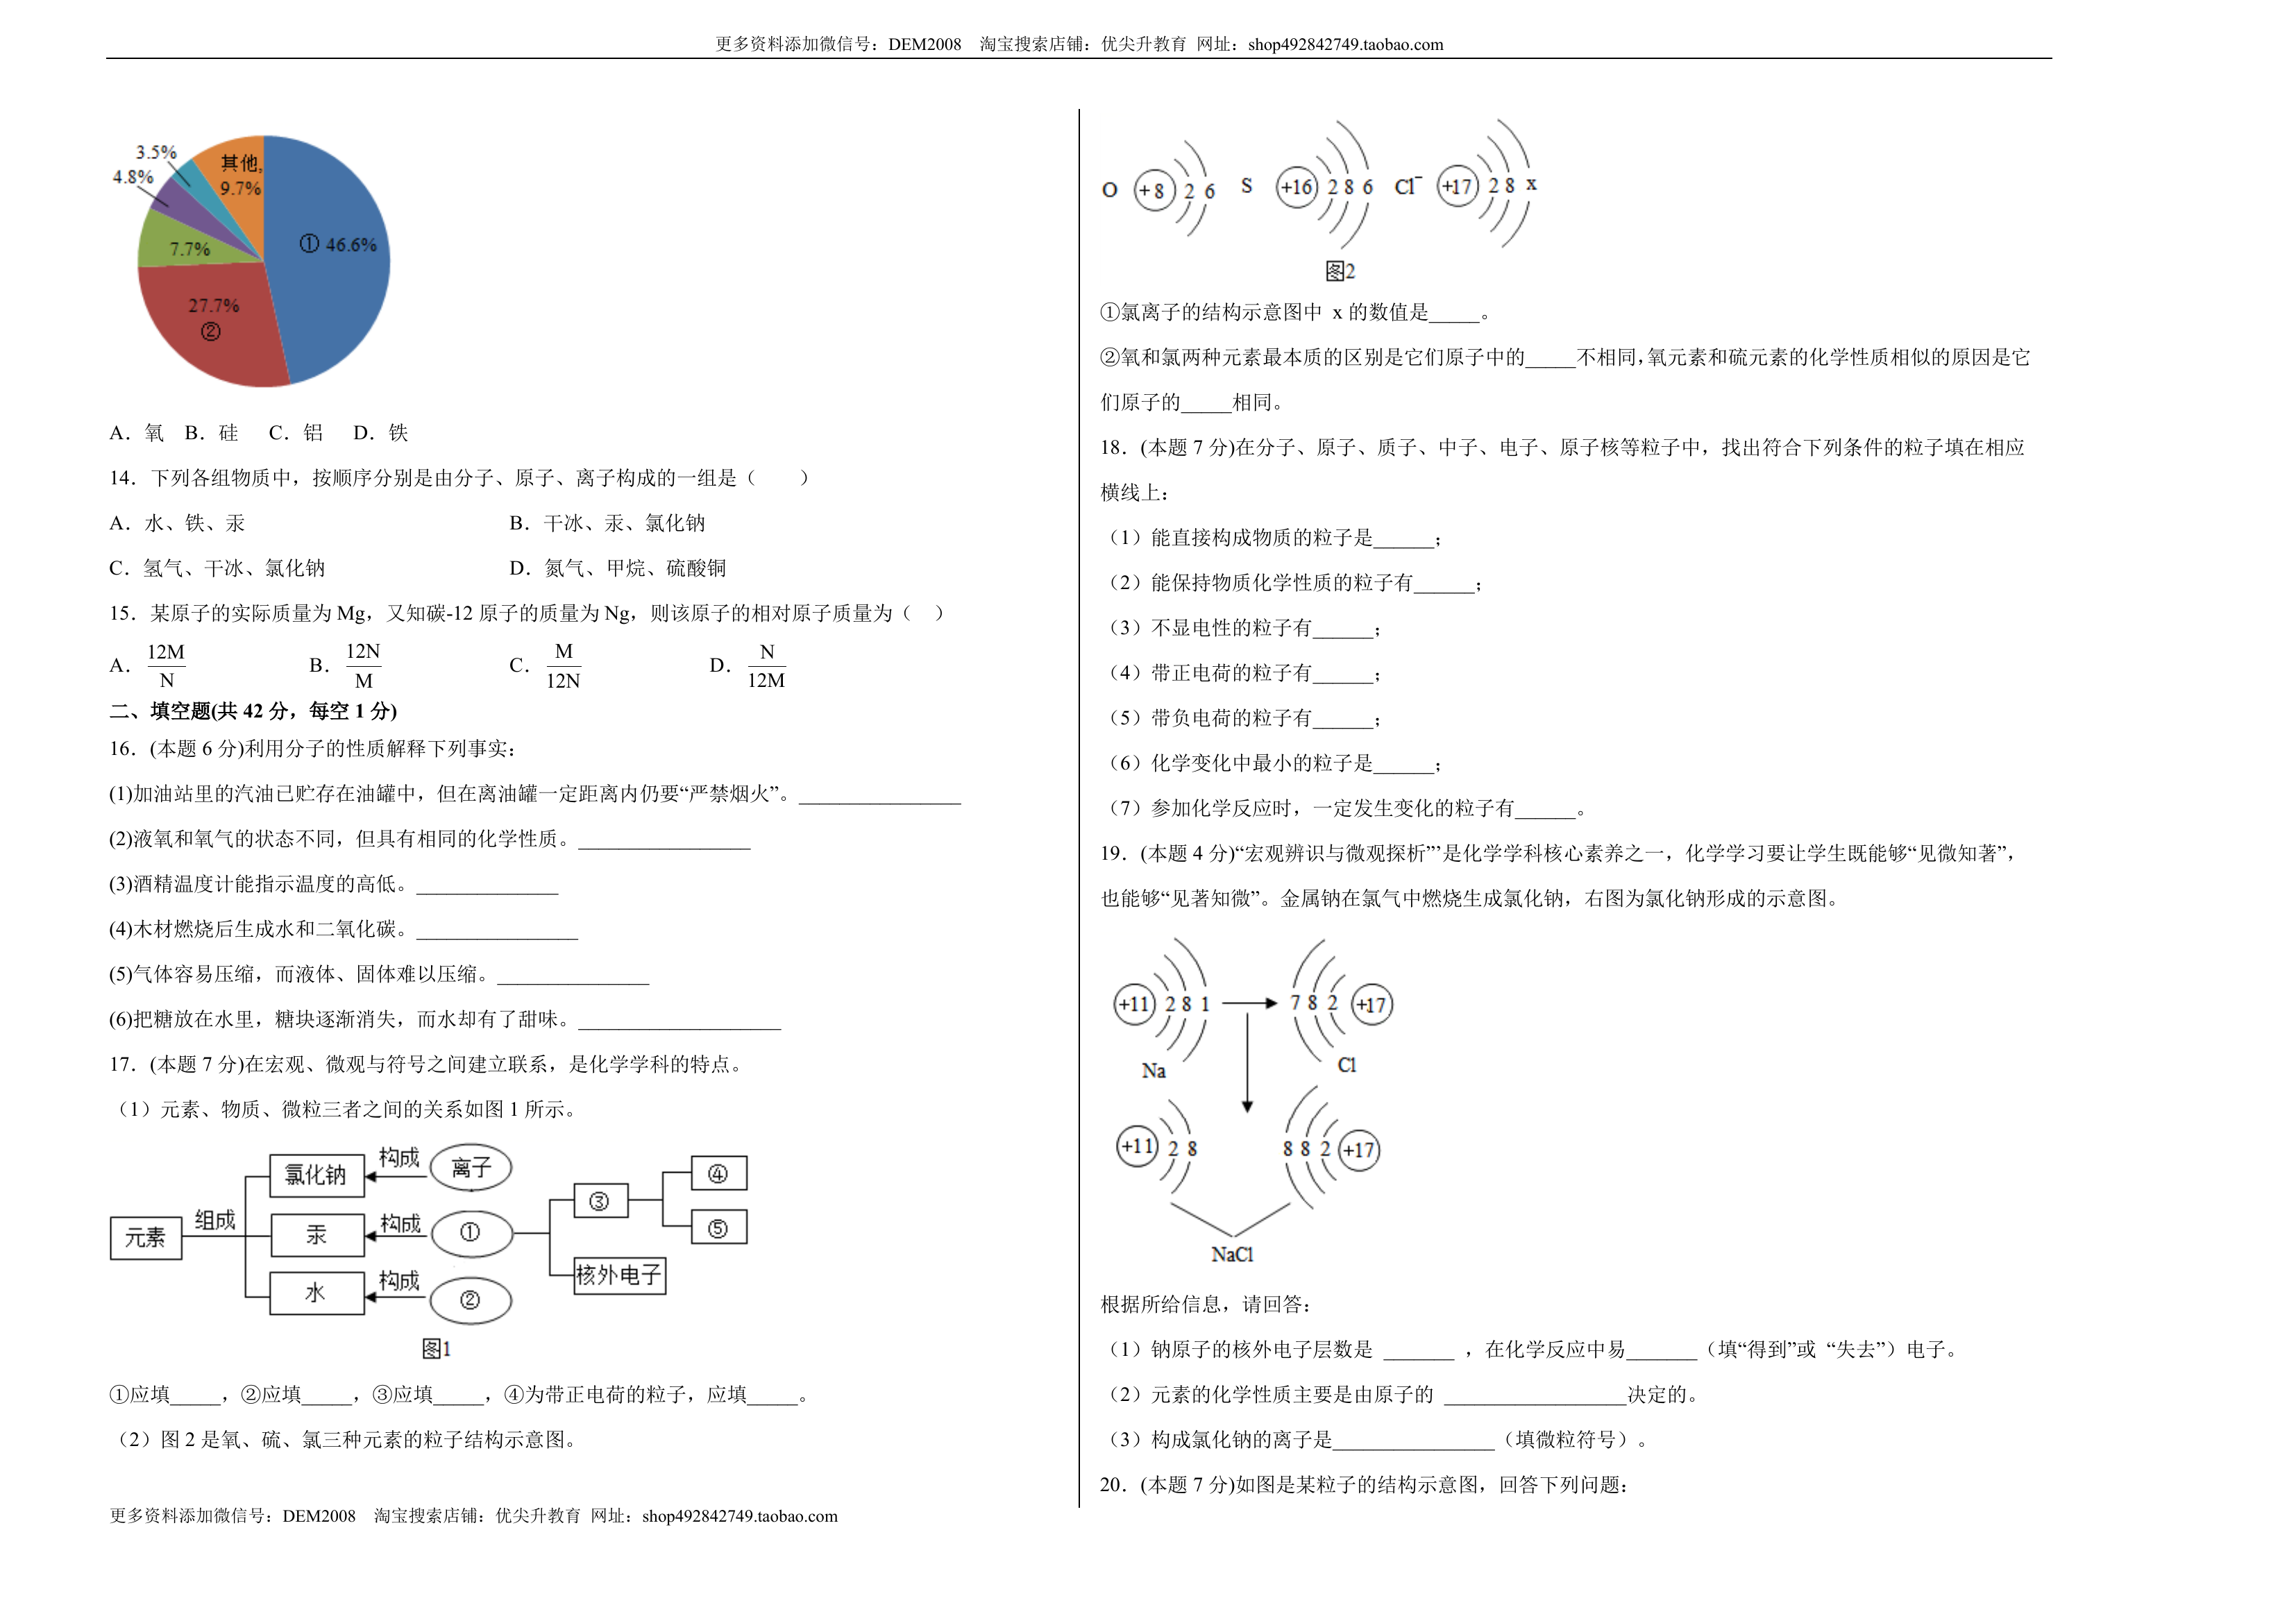 更多资料添加微信号：DEM2008 淘宝搜索店铺：优尖升教育 网址：shop492842749.taobao.com
3.5%
4.8%
其他,
9.7%
① 46.6%
7.7%
27.7%
②
A．氧 B．硅 C．铝 D．铁
14．下列各组物质中，按顺序分别是由分子、原子、离子构成的一组是（ ）
A．水、铁、汞 B．干冰、汞、氯化钠
C．氢气、干冰、氯化钠 D．氮气、甲烷、硫酸铜
15．某原子的实际质量为 Mg，又知碳-12 原子的质量为 Ng，则该原子的相对原子质量为（ ）
A．12M/N B．12N/M C．M/12N D．N/12M
二、填空题(共 42 分，每空 1 分)
16．(本题 6 分)利用分子的性质解释下列事实：
(1)加油站里的汽油已贮存在油罐中，但在离油罐一定距离内仍要“严禁烟火”。________________
(2)液氧和氧气的状态不同，但具有相同的化学性质。_________________
(3)酒精温度计能指示温度的高低。______________
(4)木材燃烧后生成水和二氧化碳。________________
(5)气体容易压缩，而液体、固体难以压缩。_______________
(6)把糖放在水里，糖块逐渐消失，而水却有了甜味。____________________
17．(本题 7 分)在宏观、微观与符号之间建立联系，是化学学科的特点。
（1）元素、物质、微粒三者之间的关系如图 1 所示。
元素 组成
氯化钠 构成 离子
汞 构成 ①
水 构成 ②
③ ④
⑤
核外电子
图1
①应填_____，②应填_____，③应填_____，④为带正电荷的粒子，应填_____。
（2）图 2 是氧、硫、氯三种元素的粒子结构示意图。
O +8 2 6 S +16 2 8 6 Cl⁻ +17 2 8 x
图2
①氯离子的结构示意图中 x 的数值是_____。
②氧和氯两种元素最本质的区别是它们原子中的_____不相同，氧元素和硫元素的化学性质相似的原因是它
们原子的_____相同。
18．(本题 7 分)在分子、原子、质子、中子、电子、原子核等粒子中，找出符合下列条件的粒子填在相应
横线上：
（1）能直接构成物质的粒子是______；
（2）能保持物质化学性质的粒子有______；
（3）不显电性的粒子有______；
（4）带正电荷的粒子有______；
（5）带负电荷的粒子有______；
（6）化学变化中最小的粒子是______；
（7）参加化学反应时，一定发生变化的粒子有______。
19．(本题 4 分)“宏观辨识与微观探析”’是化学学科核心素养之一，化学学习要让学生既能够“见微知著”，
也能够“见著知微”。金属钠在氯气中燃烧生成氯化钠，右图为氯化钠形成的示意图。
+11 2 8 1 7 8 2 +17
Na Cl
+11 2 8 8 8 2 +17
NaCl
根据所给信息，请回答：
（1）钠原子的核外电子层数是 _______ ，在化学反应中易_______（填“得到”或 “失去”）电子。
（2）元素的化学性质主要是由原子的 __________________决定的。
（3）构成氯化钠的离子是________________（填微粒符号）。
20．(本题 7 分)如图是某粒子的结构示意图，回答下列问题：
更多资料添加微信号：DEM2008 淘宝搜索店铺：优尖升教育 网址：shop492842749.taobao.com